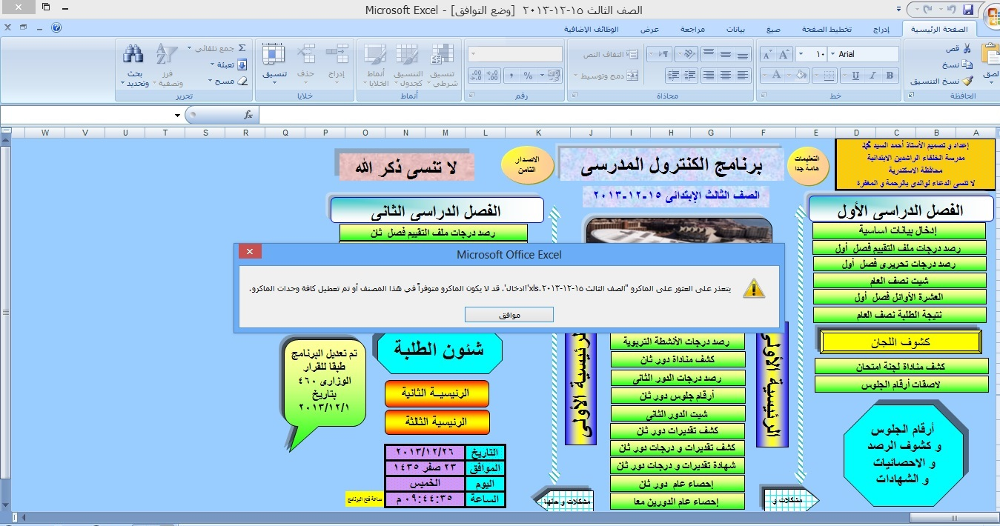 الصف الثالث ١٥-١٢-٢٠١٣ [وضع التوافق] - Microsoft Excel
الصفحة الرئيسية إدراج تخطيط الصفحة صيغ بيانات مراجعة عرض الوظائف الإضافية
لصق
قص
نسخ
نسخ التنسيق
الحافظة
Arial ١٠
خط
التفاف النص
دمج وتوسيط
محاذاة
رقم
تنسيق شرطي
التنسيق كجدول
أنماط الخلايا
أنماط
إدراج
حذف
تنسيق
خلايا
جمع تلقائي
تعبئة
مسح
فرز وتصفية
بحث وتحديد
تحرير
fx
W V U T S R Q P O N M L K J I H G F E D C B A
إعداد و تصميم الأستاذ أحمد السيد محمد
مدرسة الخلفاء الراشدين الابتدائية
محافظة الاسكندرية
لا تنسى الدعاء لوالدى بالرحمة و المغفرة
التعليمات
هامة جدا
برنامج الكنترول المدرسى
الصف الثالث الإبتدائى ١٥-١٢-٢٠١٣
الاصدار
الثامن
لا تنسى ذكر الله
الفصل الدراسى الأول
إدخال بيانات اساسية
رصد درجات ملف التقييم فصل أول
رصد درجات تحريرى فصل أول
شيت نصف العام
العشرة الأوائل فصل أول
نتيجة الطلبة نصف العام
كشوف اللجان
كشف مناداة لجنة امتحان
لاصقات أرقام الجلوس
أرقام الجلوس
و كشوف الرصد
و الاحصائيات
و الشهادات
الفصل الدراسى الثانى
رصد درجات ملف التقييم فصل ثان
Microsoft Office Excel
يتعذر على العثور على الماكرو "الصف الثالث ١٥-١٢-٢٠١٣.xls'!ادخال'. قد لا يكون الماكرو متوفراً في هذا المصنف أو تم تعطيل كافة وحدات الماكرو.
موافق
الرئيسية الأولى
رصد درجات الأنشطة التربوية
كشف مناداة دور ثان
رصد درجات الدور الثانى
أرقام جلوس دور ثان
شيت الدور الثانى
كشف تقديرات دور ثان
كشف تقديرات و درجات دور ثان
شهادة تقديرات و درجات دور ثان
إحصاء عام دور ثان
إحصاء عام الدورين معا
الرئيسية الأولى
مشكلات و
مشكلات و حلها
شئون الطلبة
الرئيسية الثانية
الرئيسية الثالثة
التاريخ ٢٠١٣/١٢/٢٦
الموافق ٢٣ صفر ١٤٣٥
اليوم الخميس
الساعة ٠٩:٤٤:٣٥ م
ساعة فتح البرنامج
تم تعديل البرنامج
طبقا للقرار
الوزارى ٤٦٠
بتاريخ
٢٠١٣/١٢/١